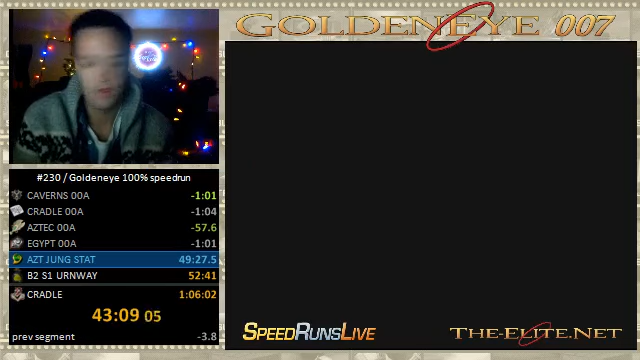 GOLDENEYE 007
#230 / Goldeneye 100% speedrun
CAVERNS 00A -1:01
CRADLE 00A -1:04
AZTEC 00A -57.6
EGYPT 00A -1:01
AZT JUNG STAT 49:27.5
B2 S1 URNWAY 52:41
CRADLE 1:06:02
43:09 05
prev segment -3.8
SPEEDRUNSLIVE
THE-ELITE.NET